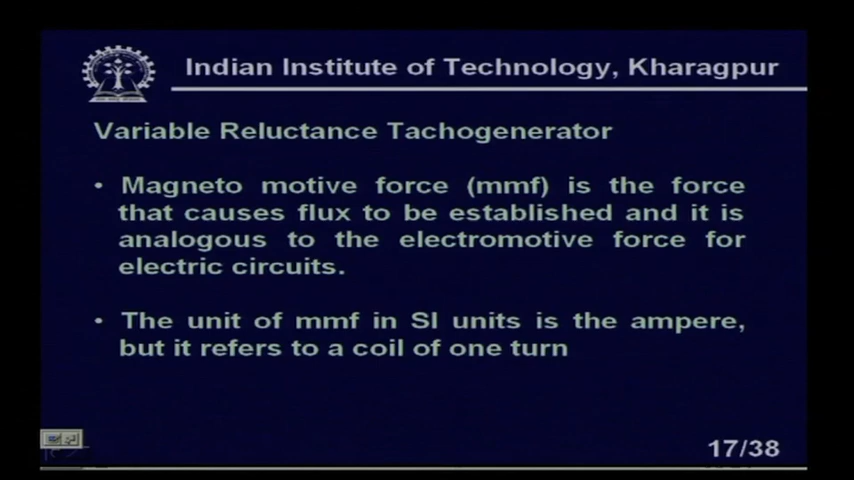 Indian Institute of Technology, Kharagpur
Variable Reluctance Tachogenerator
• Magneto motive force (mmf) is the force
that causes flux to be established and it is
analogous to the electromotive force for
electric circuits.
• The unit of mmf in SI units is the ampere,
but it refers to a coil of one turn
17/38